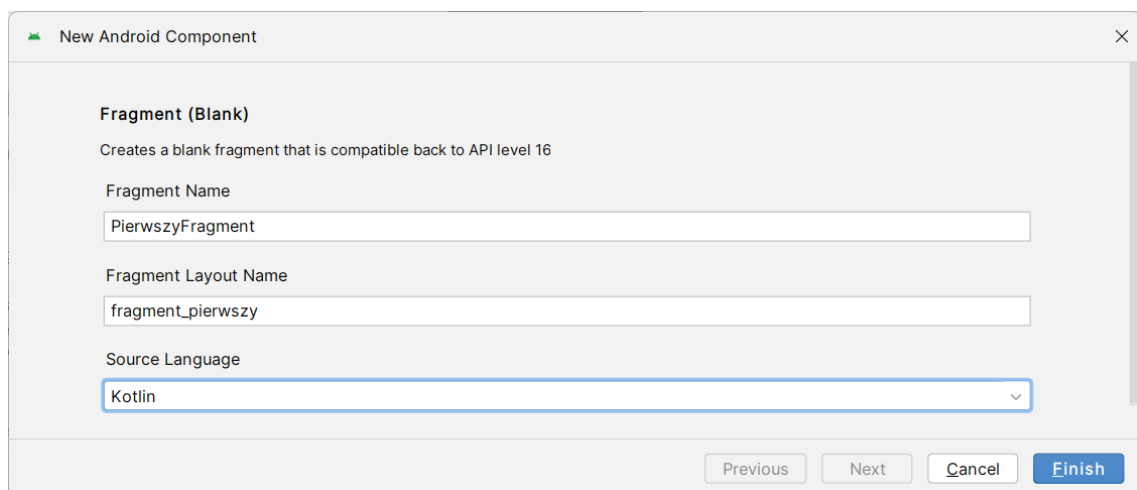 New Android Component
Fragment (Blank)
Creates a blank fragment that is compatible back to API level 16
Fragment Name
PierwszyFragment
Fragment Layout Name
fragment_pierwszy
Source Language
Kotlin
Previous Next Cancel Finish